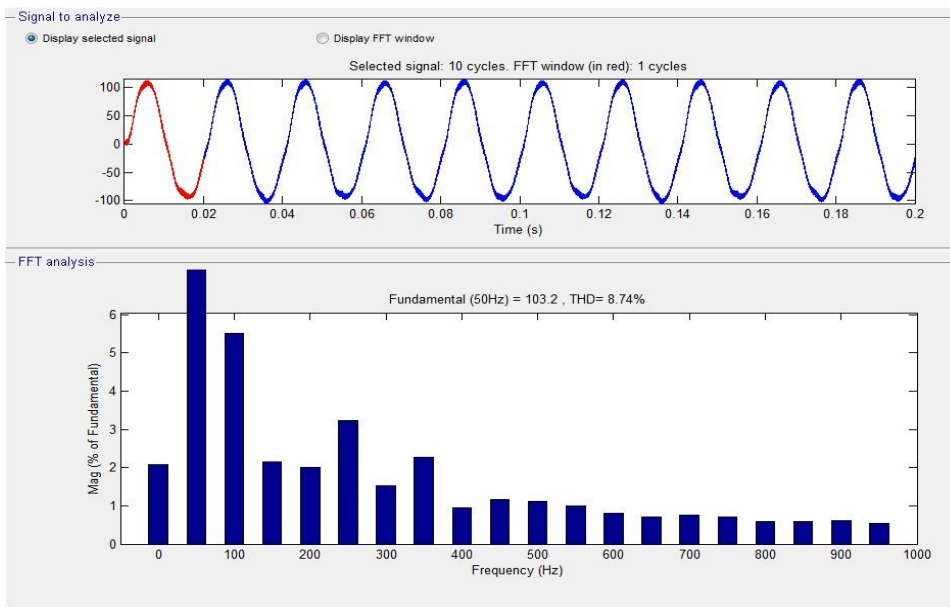 Signal to analyze
Display selected signal
Display FFT window
Selected signal: 10 cycles. FFT window (in red): 1 cycles
100
50
0
-50
-100
0 0.02 0.04 0.06 0.08 0.1 0.12 0.14 0.16 0.18 0.2
Time (s)
FFT analysis
Fundamental (50Hz) = 103.2 , THD= 8.74%
Mag (% of Fundamental)
6
5
4
3
2
1
0
0 100 200 300 400 500 600 700 800 900 1000
Frequency (Hz)